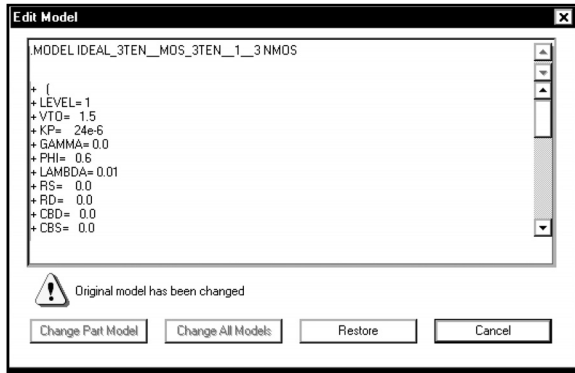 Edit Model
.MODEL IDEAL_3TEN__MOS_3TEN__1__3 NMOS
+ (
+ LEVEL= 1
+ VTO= 1.5
+ KP= 24e-6
+ GAMMA= 0.0
+ PHI= 0.6
+ LAMBDA= 0.01
+ RS= 0.0
+ RD= 0.0
+ CBD= 0.0
+ CBS= 0.0
Original model has been changed
Change Part Model
Change All Models
Restore
Cancel